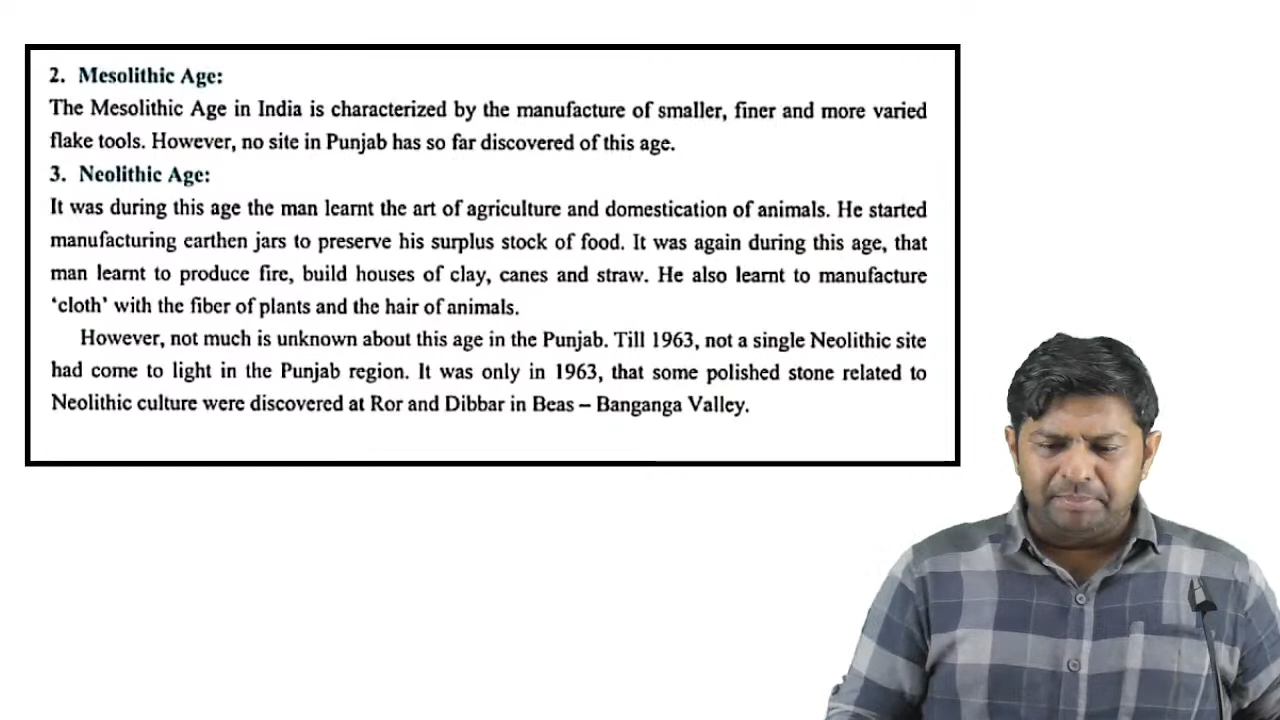 2. Mesolithic Age:
The Mesolithic Age in India is characterized by the manufacture of smaller, finer and more varied
flake tools. However, no site in Punjab has so far discovered of this age.
3. Neolithic Age:
It was during this age the man learnt the art of agriculture and domestication of animals. He started
manufacturing earthen jars to preserve his surplus stock of food. It was again during this age, that
man learnt to produce fire, build houses of clay, canes and straw. He also learnt to manufacture
‘cloth’ with the fiber of plants and the hair of animals.
However, not much is unknown about this age in the Punjab. Till 1963, not a single Neolithic site
had come to light in the Punjab region. It was only in 1963, that some polished stone related to
Neolithic culture were discovered at Ror and Dibbar in Beas – Banganga Valley.